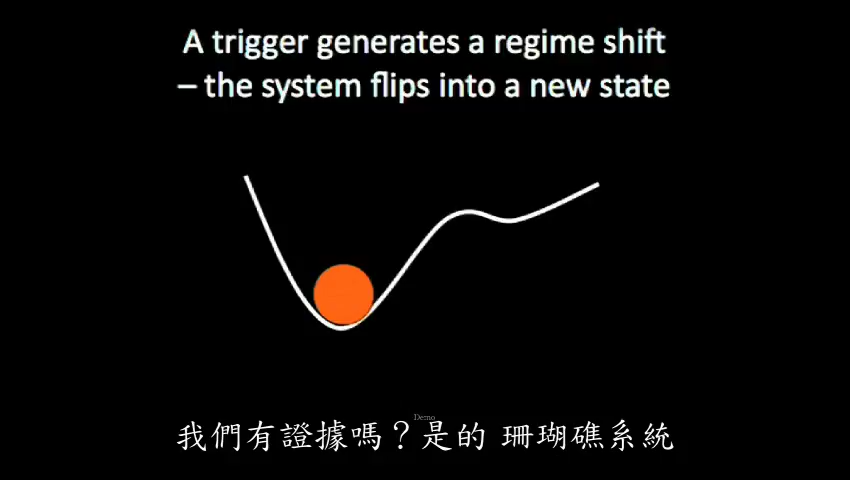 A trigger generates a regime shift
– the system flips into a new state
Demo
我們有證據嗎？是的 珊瑚礁系統